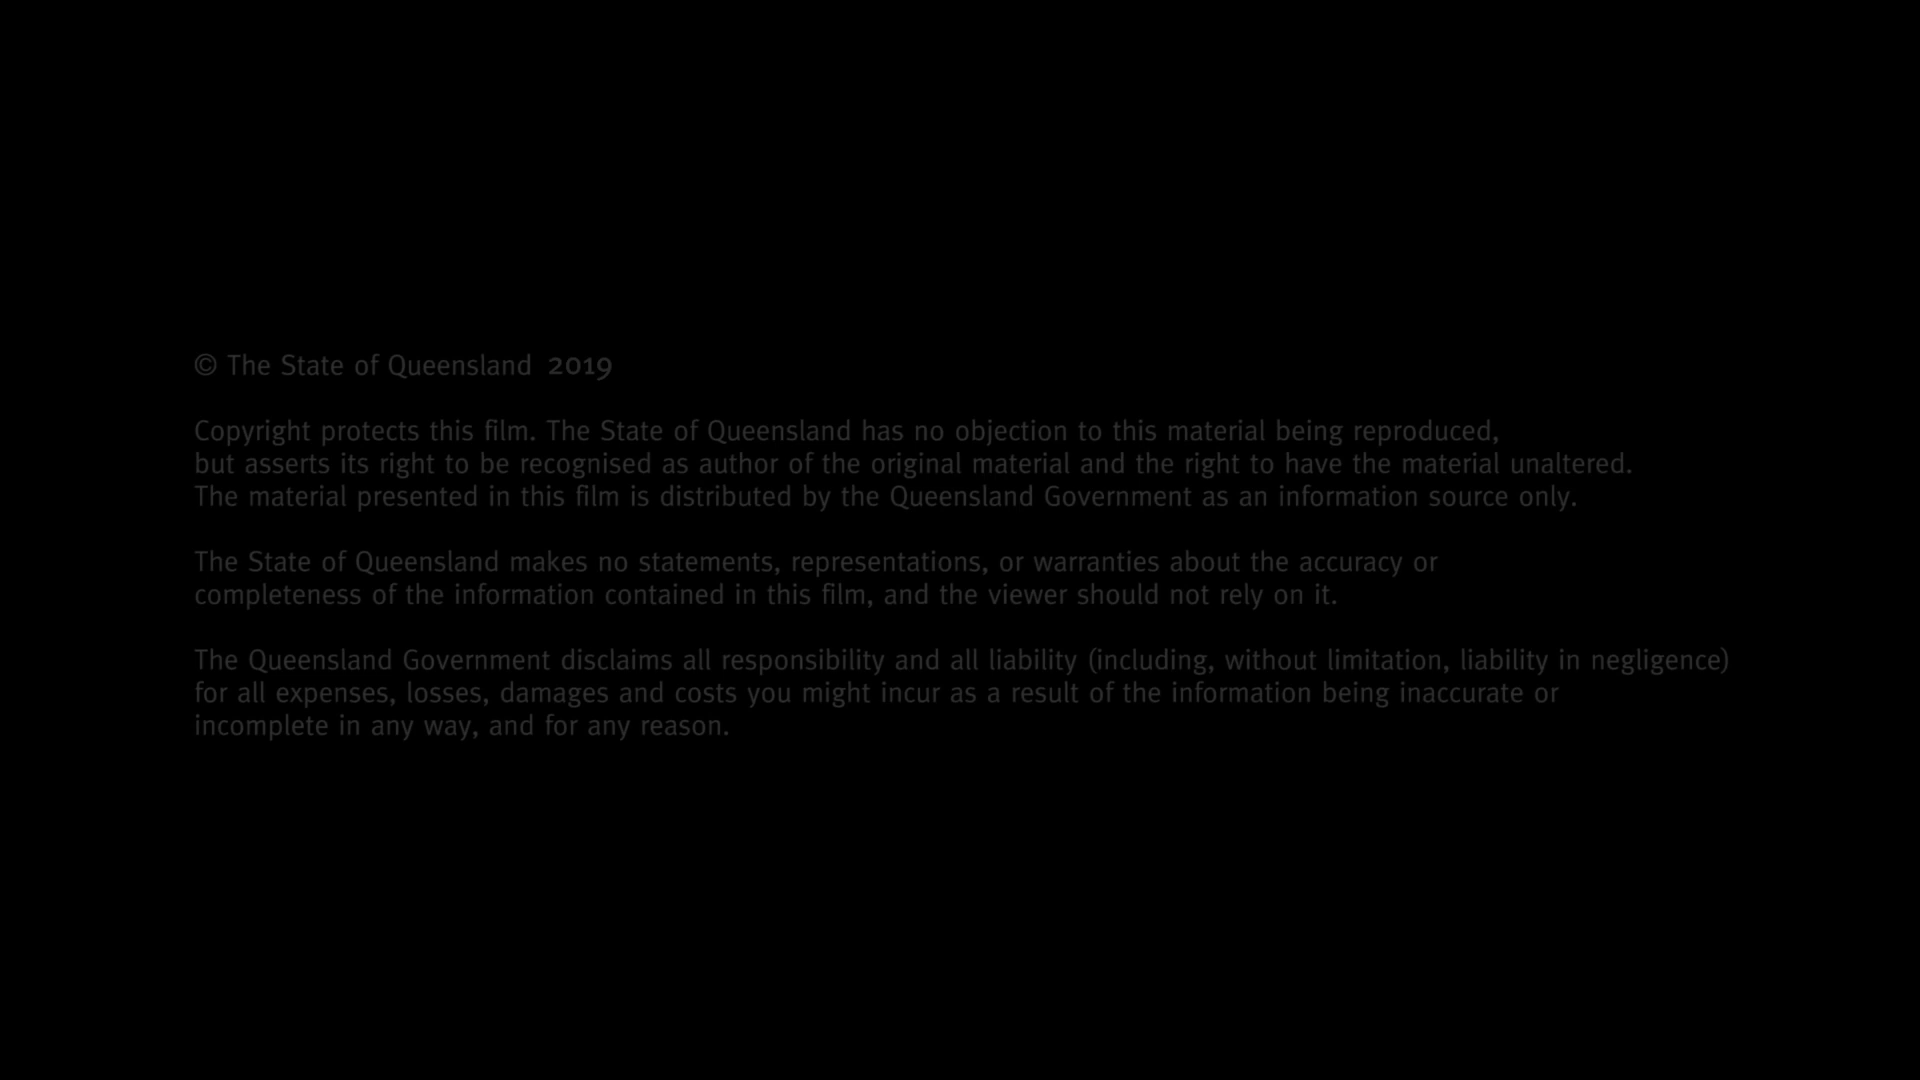 © The State of Queensland 2019
Copyright protects this film. The State of Queensland has no objection to this material being reproduced,
but asserts its right to be recognised as author of the original material and the right to have the material unaltered.
The material presented in this film is distributed by the Queensland Government as an information source only.
The State of Queensland makes no statements, representations, or warranties about the accuracy or
completeness of the information contained in this film, and the viewer should not rely on it.
The Queensland Government disclaims all responsibility and all liability (including, without limitation, liability in negligence)
for all expenses, losses, damages and costs you might incur as a result of the information being inaccurate or
incomplete in any way, and for any reason.